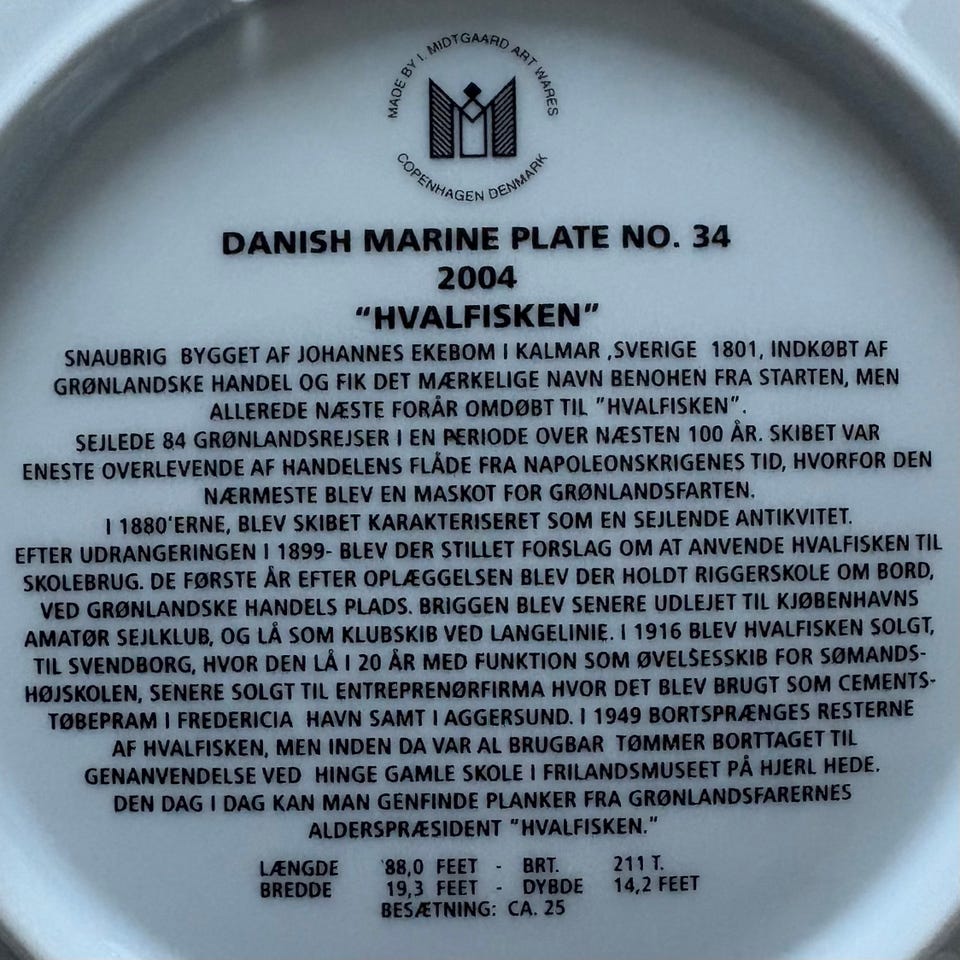 MADE BY I. MIDTGAARD ART WARES
COPENHAGEN DENMARK
DANISH MARINE PLATE NO. 34
2004
"HVALFISKEN"
SNAUBRIG BYGGET AF JOHANNES EKEBOM I KALMAR ,SVERIGE 1801, INDKØBT AF
GRØNLANDSKE HANDEL OG FIK DET MÆRKELIGE NAVN BENOHEN FRA STARTEN, MEN
ALLEREDE NÆSTE FORÅR OMDØBT TIL "HVALFISKEN".
SEJLEDE 84 GRØNLANDSREJSER I EN PERIODE OVER NÆSTEN 100 ÅR. SKIBET VAR
ENESTE OVERLEVENDE AF HANDELENS FLÅDE FRA NAPOLEONSKRIGENES TID, HVORFOR DEN
NÆRMESTE BLEV EN MASKOT FOR GRØNLANDSFARTEN.
I 1880'ERNE, BLEV SKIBET KARAKTERISERET SOM EN SEJLENDE ANTIKVITET.
EFTER UDRANGERINGEN I 1899- BLEV DER STILLET FORSLAG OM AT ANVENDE HVALFISKEN TIL
SKOLEBRUG. DE FØRSTE ÅR EFTER OPLÆGGELSEN BLEV DER HOLDT RIGGERSKOLE OM BORD,
VED GRØNLANDSKE HANDELS PLADS. BRIGGEN BLEV SENERE UDLEJET TIL KJØBENHAVNS
AMATØR SEJLKLUB, OG LÅ SOM KLUBSKIB VED LANGELINIE. I 1916 BLEV HVALFISKEN SOLGT,
TIL SVENDBORG, HVOR DEN LÅ I 20 ÅR MED FUNKTION SOM ØVELSESSKIB FOR SØMANDS-
HØJSKOLEN, SENERE SOLGT TIL ENTREPRENØRFIRMA HVOR DET BLEV BRUGT SOM CEMENTS-
TØBEPRAM I FREDERICIA HAVN SAMT I AGGERSUND. I 1949 BORTSPRÆNGES RESTERNE
AF HVALFISKEN, MEN INDEN DA VAR AL BRUGBAR TØMMER BORTTAGET TIL
GENANVENDELSE VED HINGE GAMLE SKOLE I FRILANDSMUSEET PÅ HJERL HEDE.
DEN DAG I DAG KAN MAN GENFINDE PLANKER FRA GRØNLANDSFARERNES
ALDERSPRÆSIDENT "HVALFISKEN."
LÆNGDE 88,0 FEET - BRT. 211 T.
BREDDE 19,3 FEET - DYBDE 14,2 FEET
BESÆTNING: CA. 25